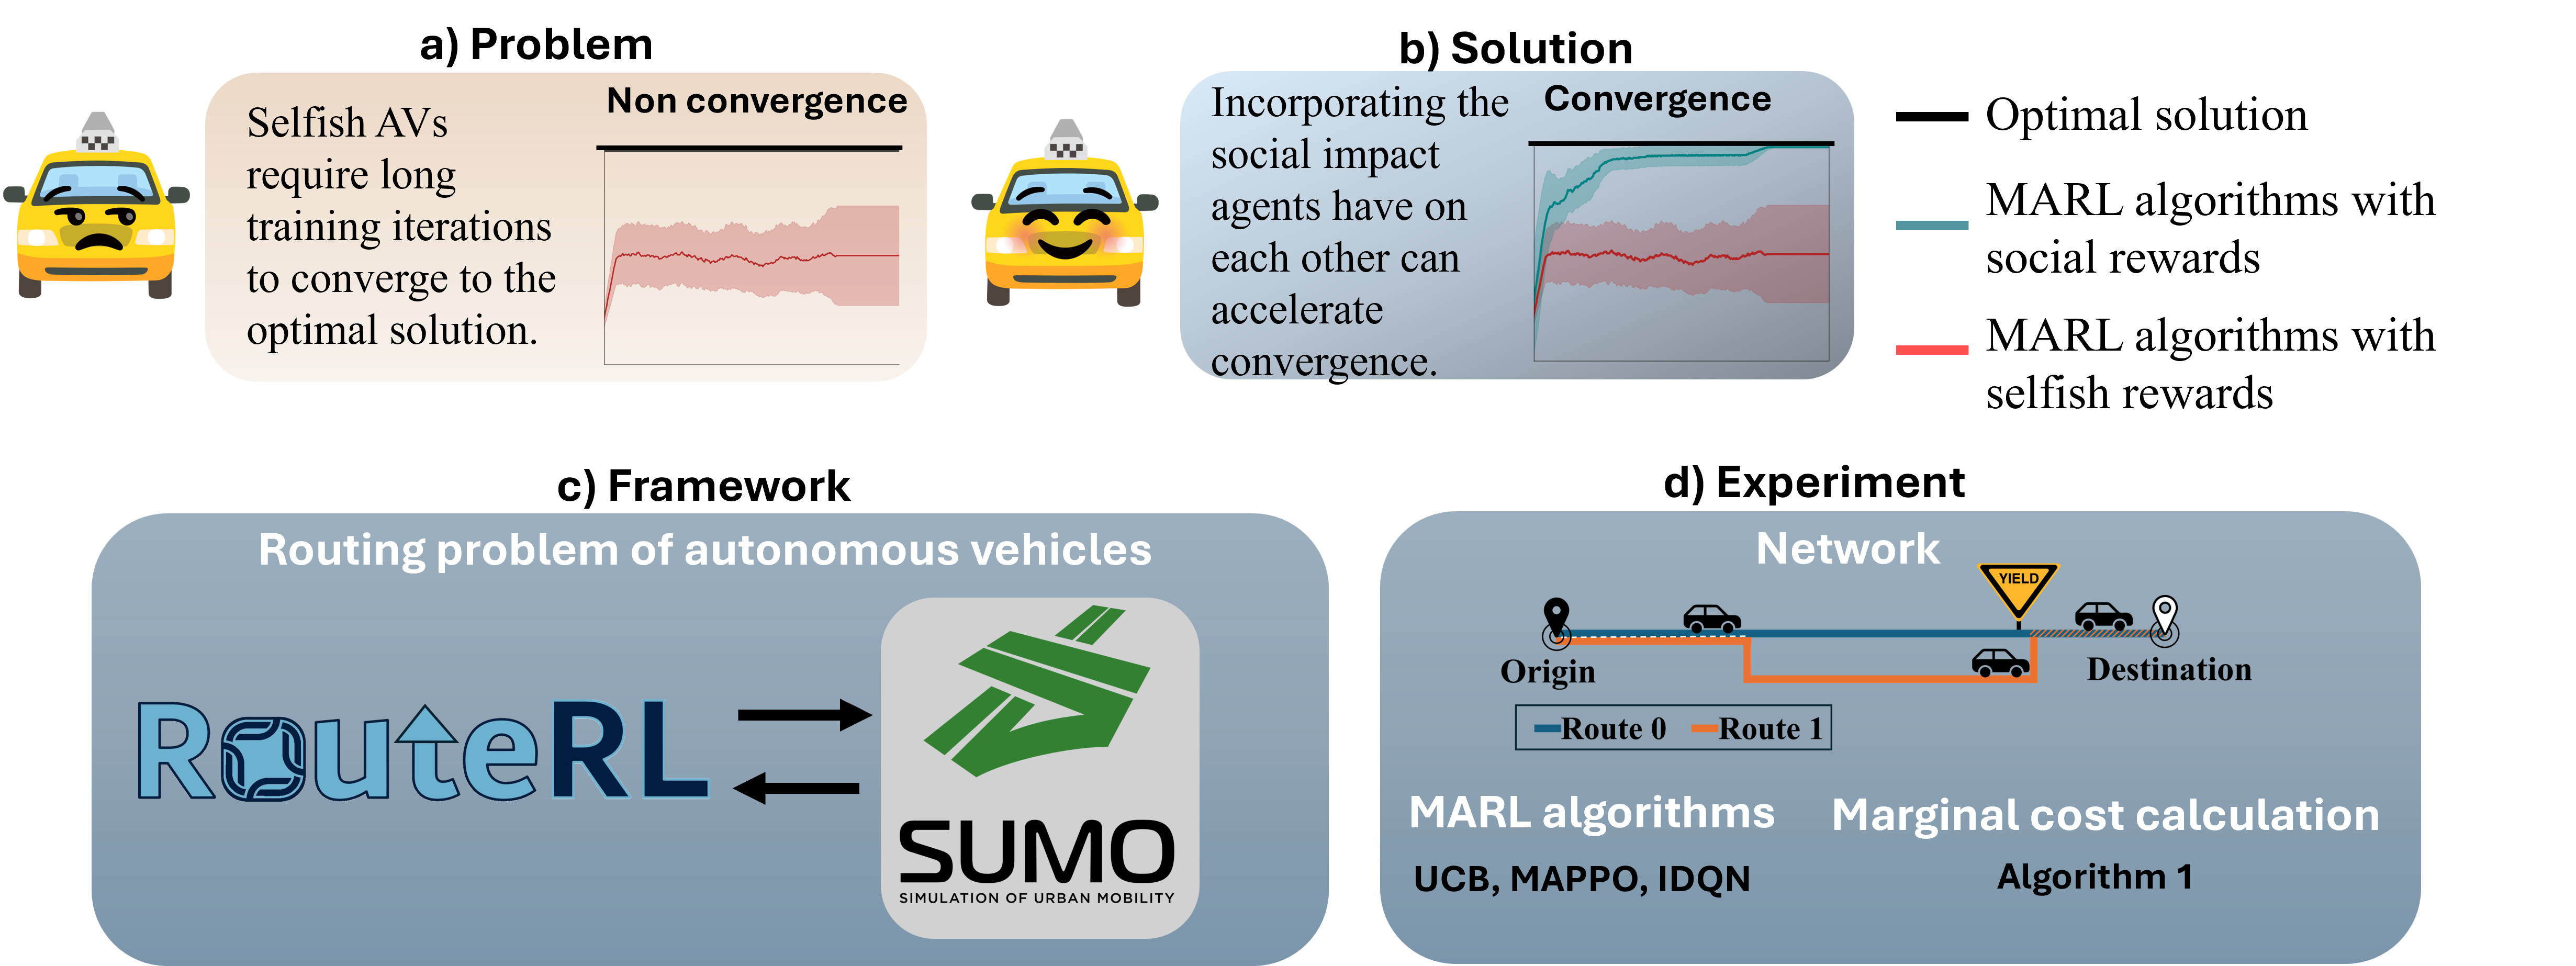 a) Problem
Selfish AVs
require long
training iterations
to converge to the
optimal solution.
Non convergence
b) Solution
Incorporating the
social impact
agents have on
each other can
accelerate
convergence.
Convergence
Optimal solution
MARL algorithms with
social rewards
MARL algorithms with
selfish rewards
c) Framework
Routing problem of autonomous vehicles
RouteRL
SUMO
SIMULATION OF URBAN MOBILITY
d) Experiment
Network
YIELD
Origin
Destination
Route 0 Route 1
MARL algorithms
UCB, MAPPO, IDQN
Marginal cost calculation
Algorithm 1